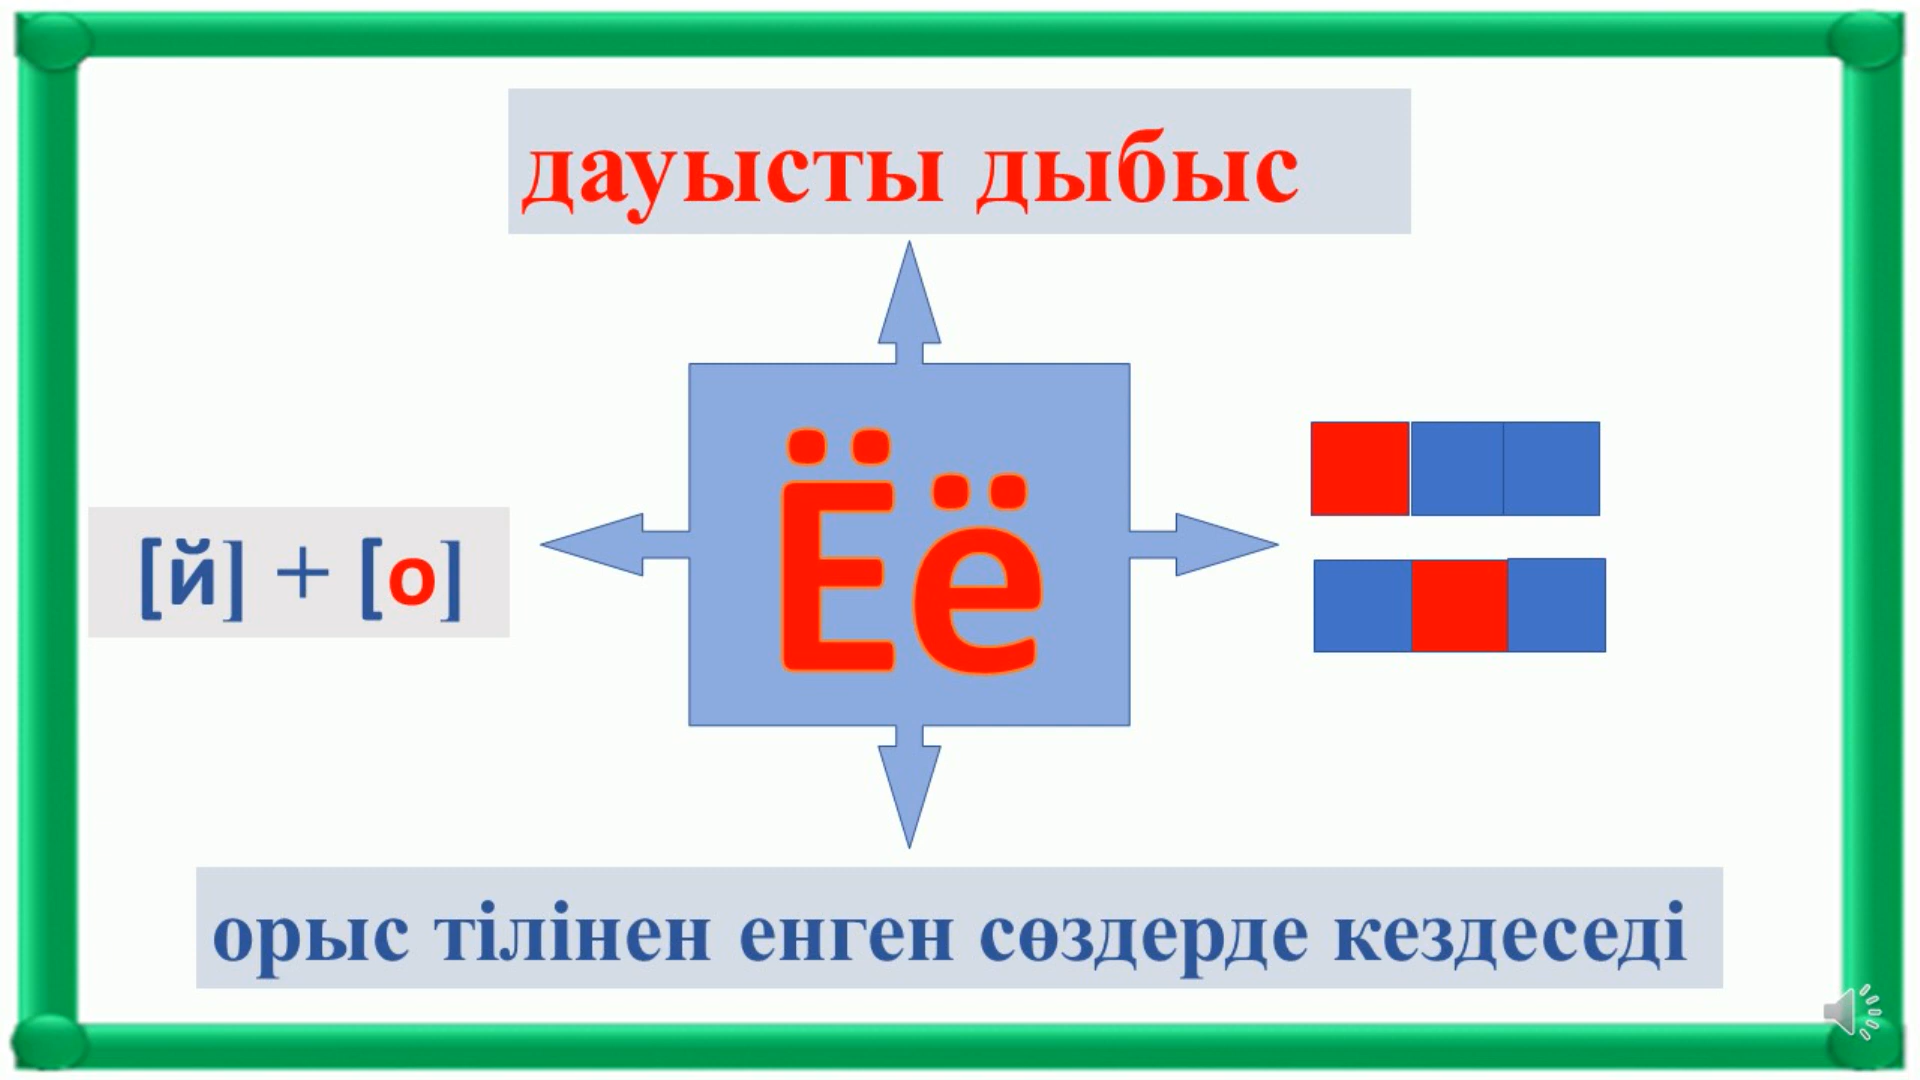 дауысты дыбыс
Ёё
[й] + [о]
орыс тілінен енген сөздерде кездеседі